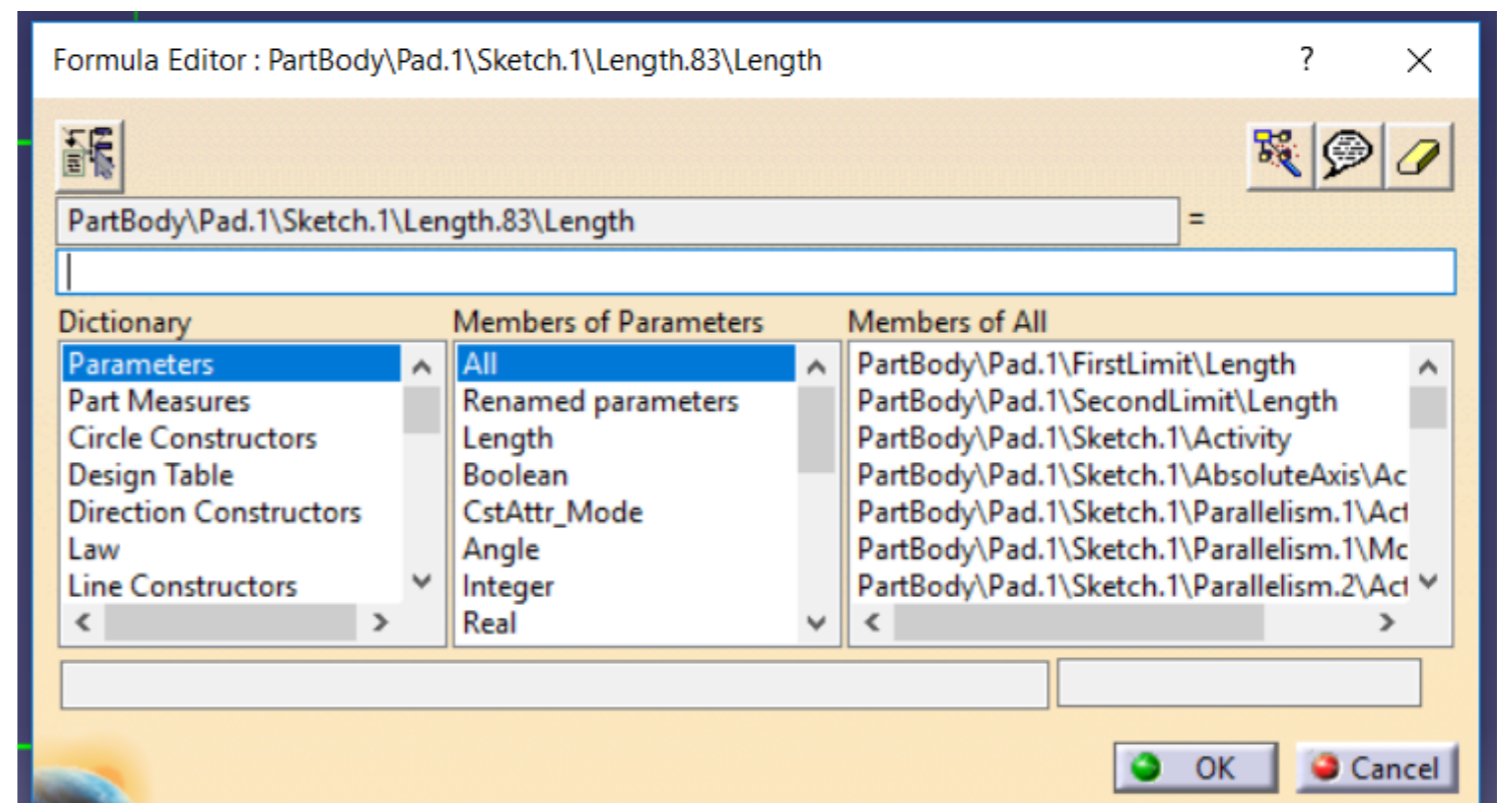 Formula Editor : PartBody\Pad.1\Sketch.1\Length.83\Length ?
PartBody\Pad.1\Sketch.1\Length.83\Length =
Dictionary
Members of Parameters
Members of All
Parameters
Part Measures
Circle Constructors
Design Table
Direction Constructors
Law
Line Constructors
All
Renamed parameters
Length
Boolean
CstAttr_Mode
Angle
Integer
Real
PartBody\Pad.1\FirstLimit\Length
PartBody\Pad.1\SecondLimit\Length
PartBody\Pad.1\Sketch.1\Activity
PartBody\Pad.1\Sketch.1\AbsoluteAxis\Ac
PartBody\Pad.1\Sketch.1\Parallelism.1\Act
PartBody\Pad.1\Sketch.1\Parallelism.1\Mc
PartBody\Pad.1\Sketch.1\Parallelism.2\Act
OK
Cancel